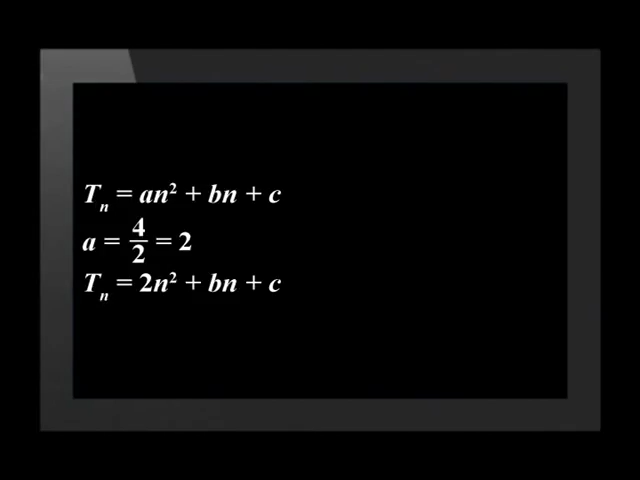 Tₙ = an² + bn + c
a = 4/2 = 2
Tₙ = 2n² + bn + c